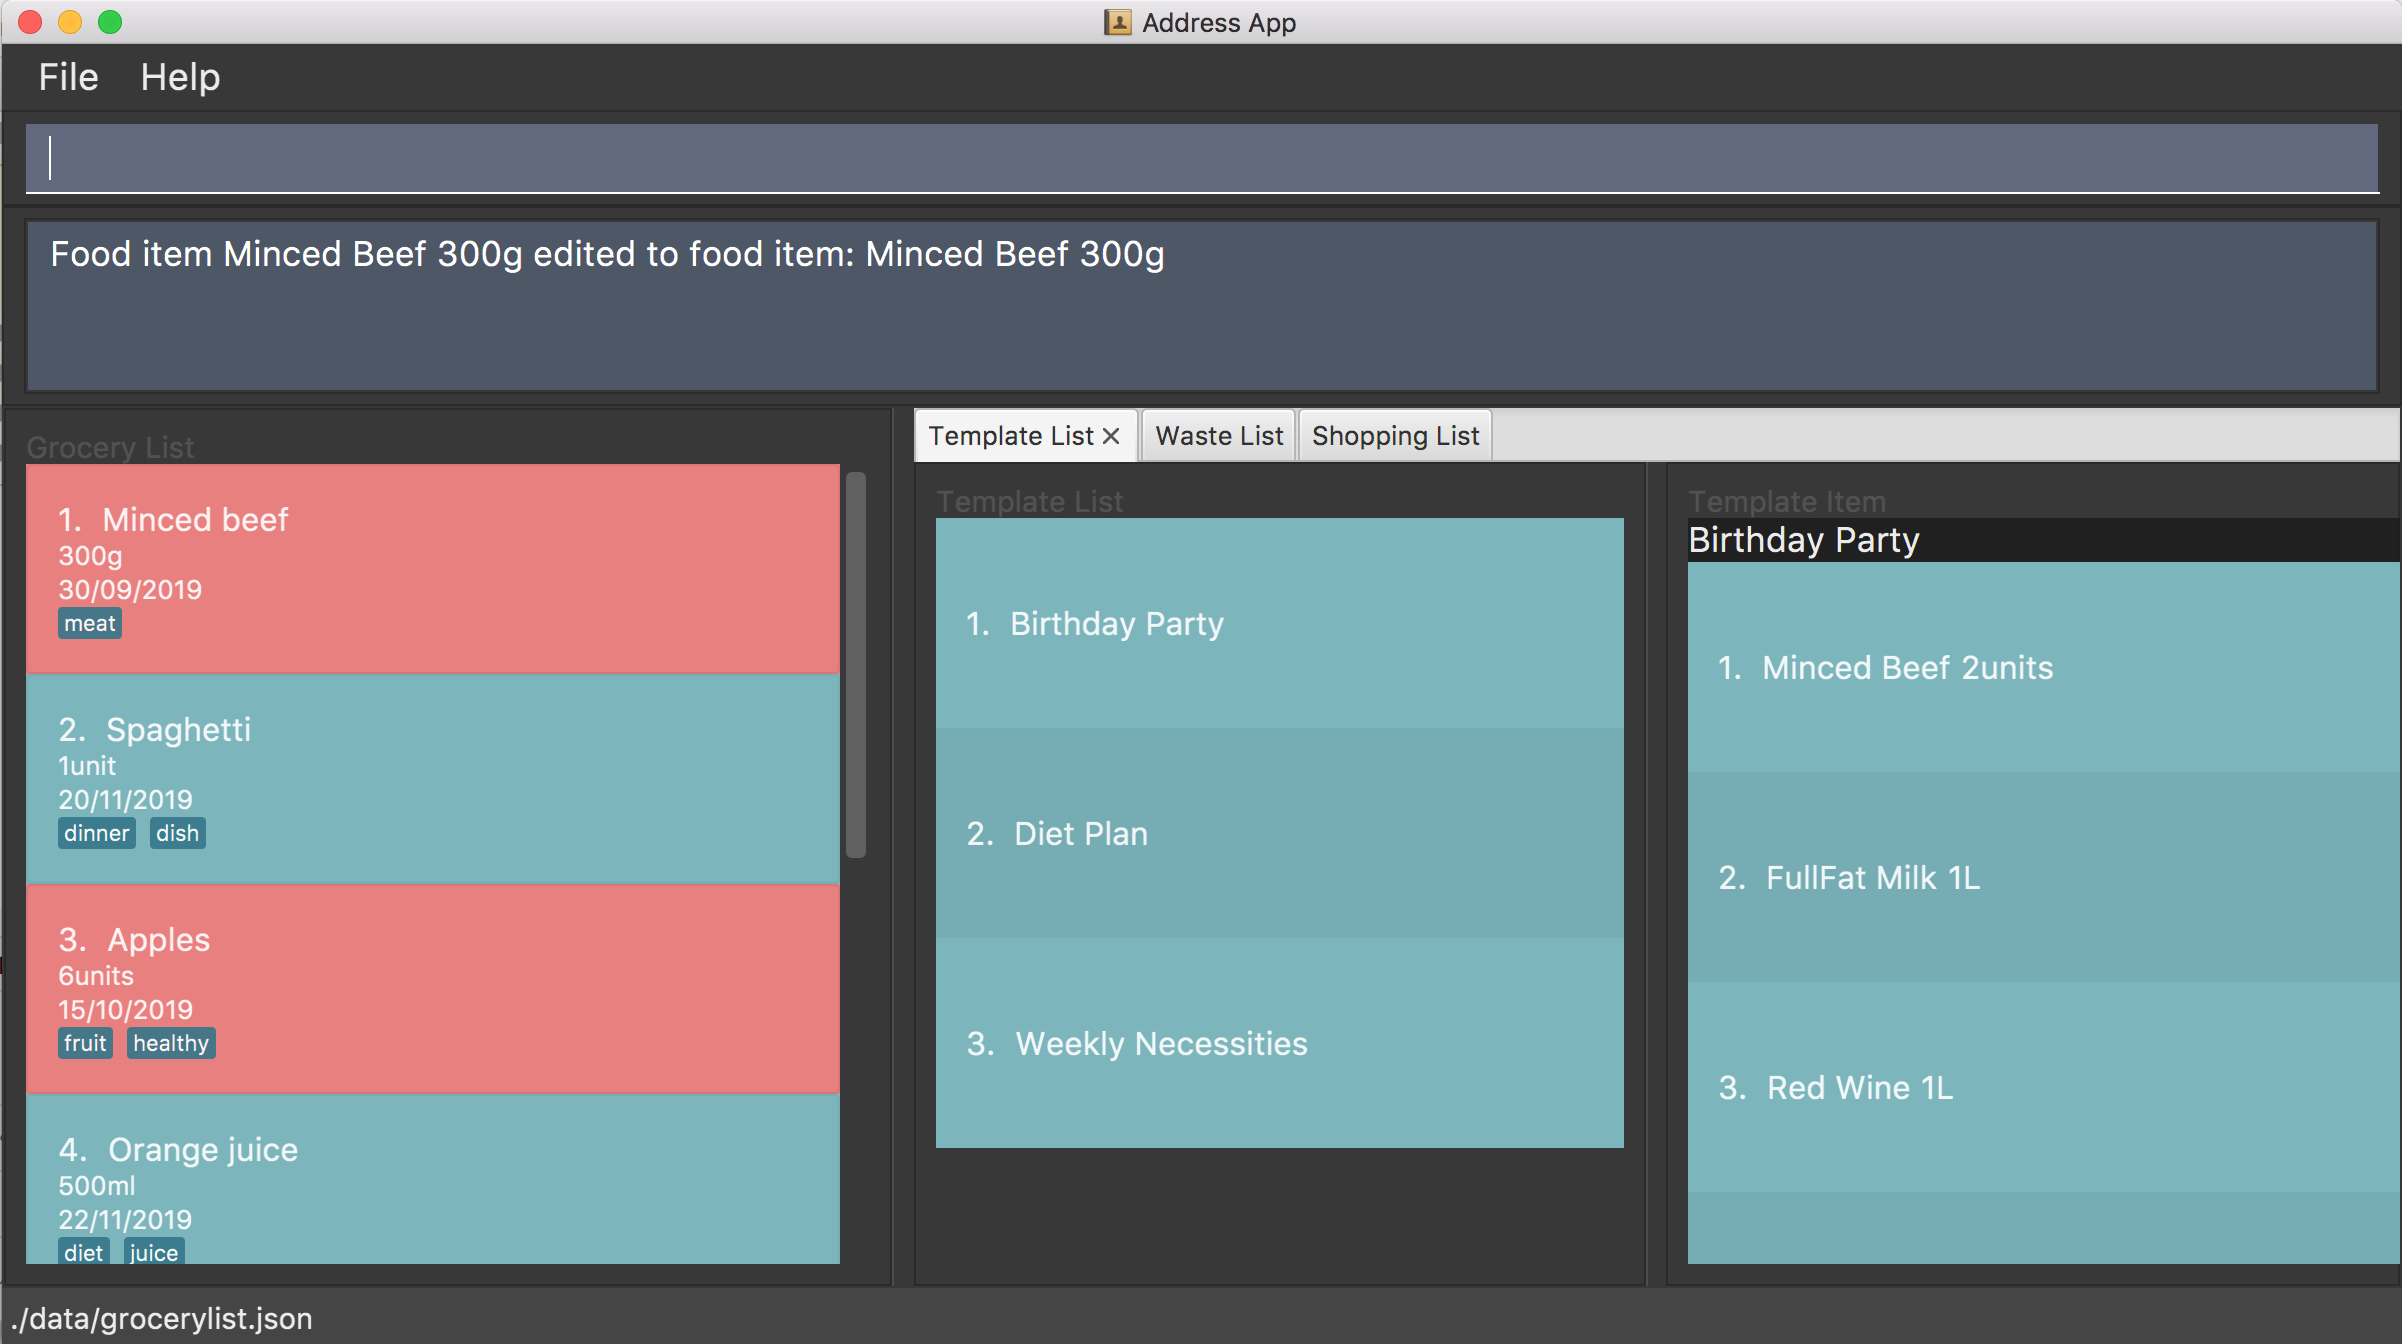 Address App
File Help
Food item Minced Beef 300g edited to food item: Minced Beef 300g
Grocery List
1. Minced beef
300g
30/09/2019
meat
2. Spaghetti
1unit
20/11/2019
dinner dish
3. Apples
6units
15/10/2019
fruit healthy
4. Orange juice
500ml
22/11/2019
diet juice
Template List Waste List Shopping List
Template List
1. Birthday Party
2. Diet Plan
3. Weekly Necessities
Template Item
Birthday Party
1. Minced Beef 2units
2. FullFat Milk 1L
3. Red Wine 1L
./data/grocerylist.json